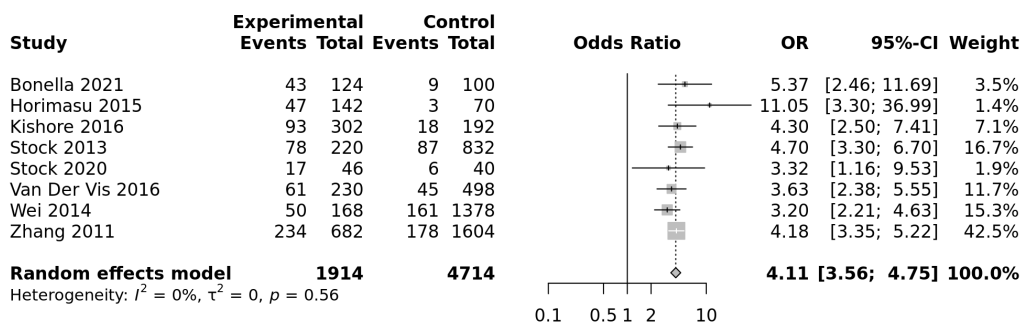 Experimental Control
Study Events Total Events Total Odds Ratio OR 95%-CI Weight
Bonella 2021 43 124 9 100 5.37 [2.46; 11.69] 3.5%
Horimasu 2015 47 142 3 70 11.05 [3.30; 36.99] 1.4%
Kishore 2016 93 302 18 192 4.30 [2.50; 7.41] 7.1%
Stock 2013 78 220 87 832 4.70 [3.30; 6.70] 16.7%
Stock 2020 17 46 6 40 3.32 [1.16; 9.53] 1.9%
Van Der Vis 2016 61 230 45 498 3.63 [2.38; 5.55] 11.7%
Wei 2014 50 168 161 1378 3.20 [2.21; 4.63] 15.3%
Zhang 2011 234 682 178 1604 4.18 [3.35; 5.22] 42.5%
Random effects model 1914 4714 4.11 [3.56; 4.75] 100.0%
Heterogeneity: I² = 0%, τ² = 0, p = 0.56
0.1 0.5 1 2 10